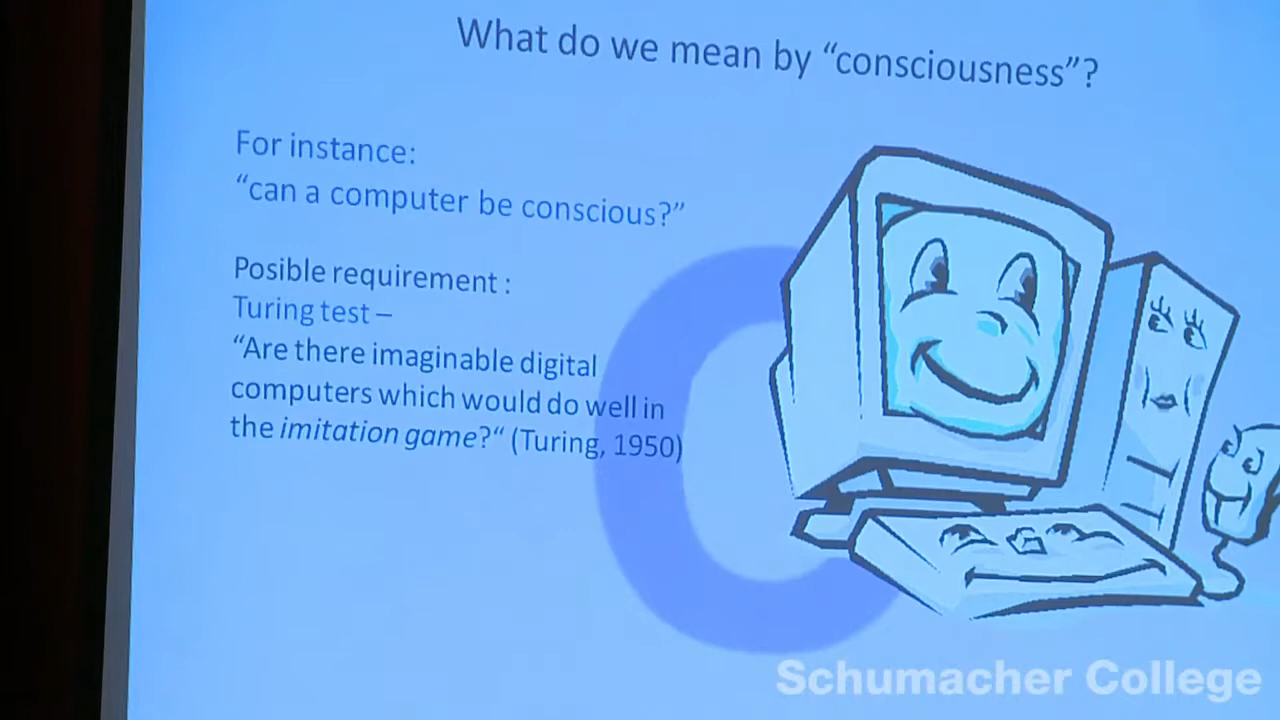 What do we mean by “consciousness”?
For instance:
“can a computer be conscious?”
Posible requirement :
Turing test –
“Are there imaginable digital
computers which would do well in
the imitation game?“ (Turing, 1950)
Schumacher College